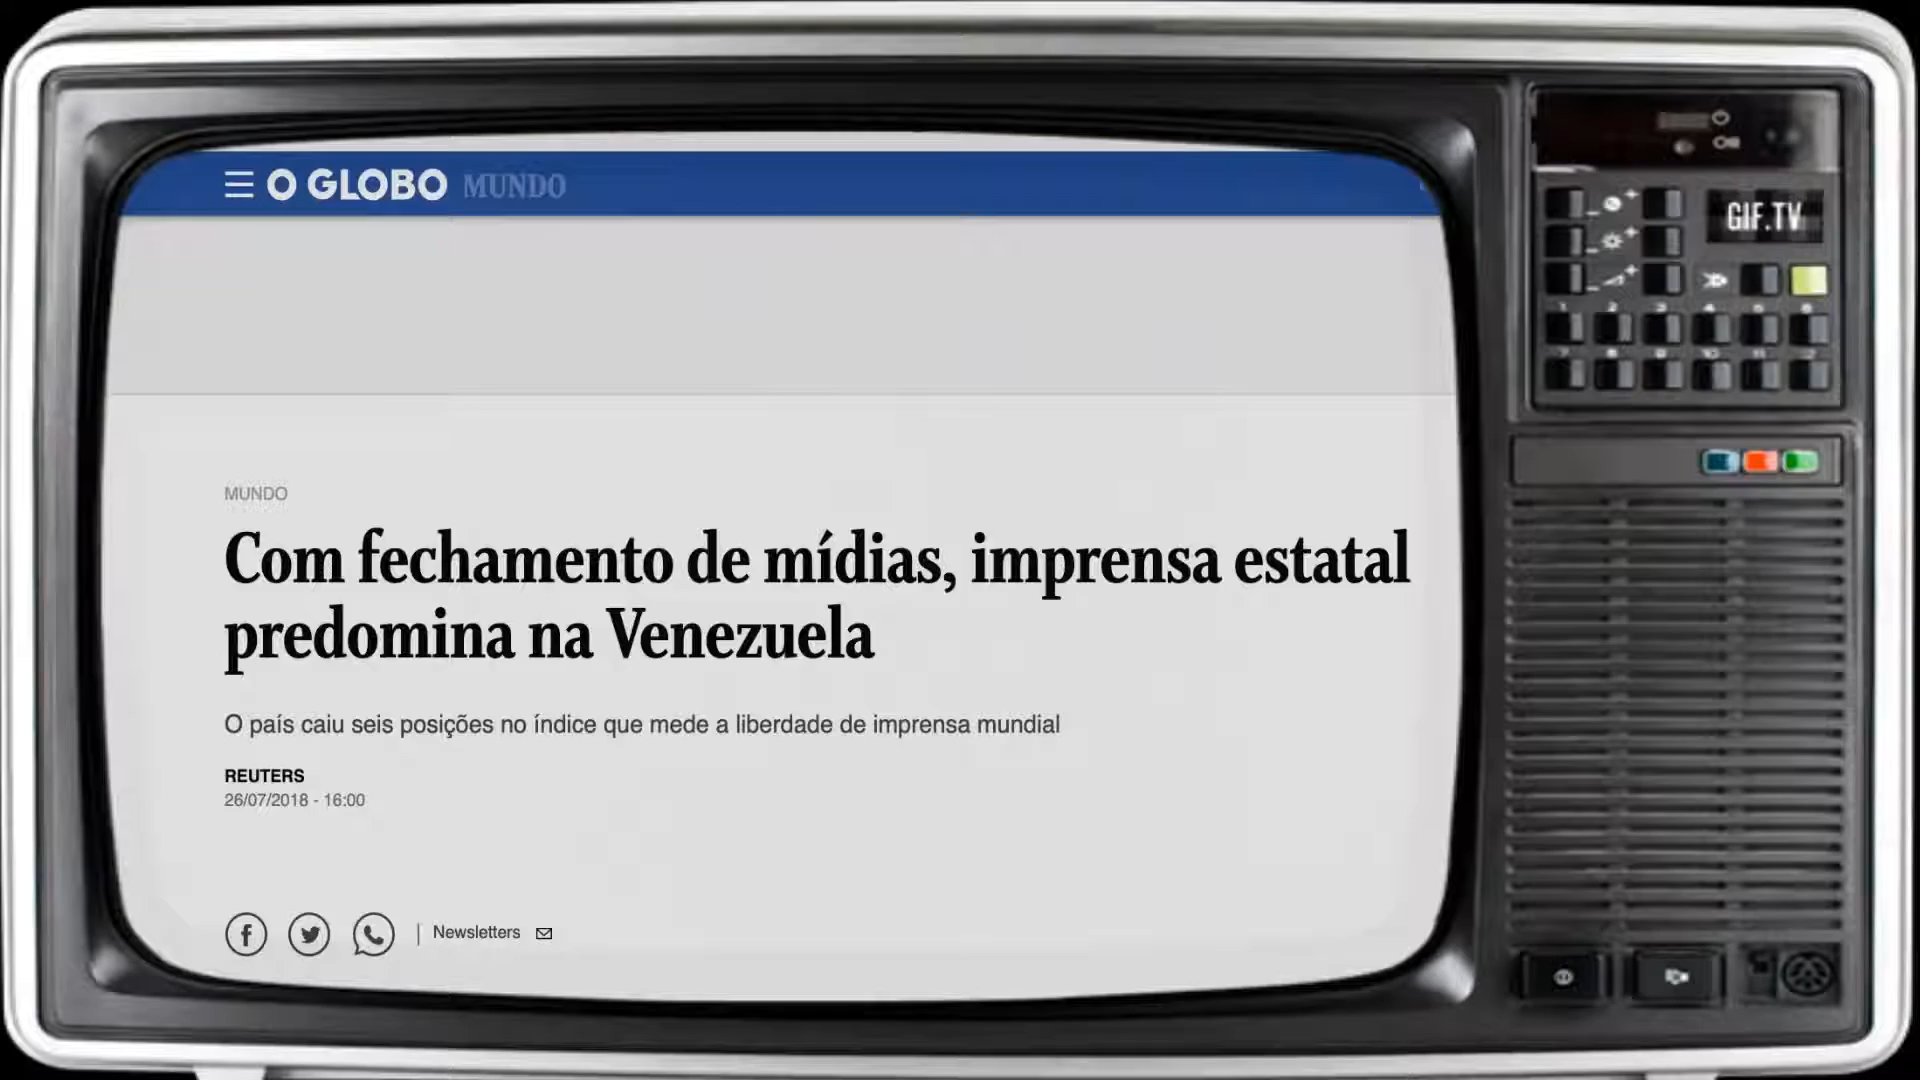 O GLOBO MUNDO
GIF.TV
MUNDO
Com fechamento de mídias, imprensa estatal
predomina na Venezuela
O país caiu seis posições no índice que mede a liberdade de imprensa mundial
REUTERS
26/07/2018 - 16:00
Newsletters